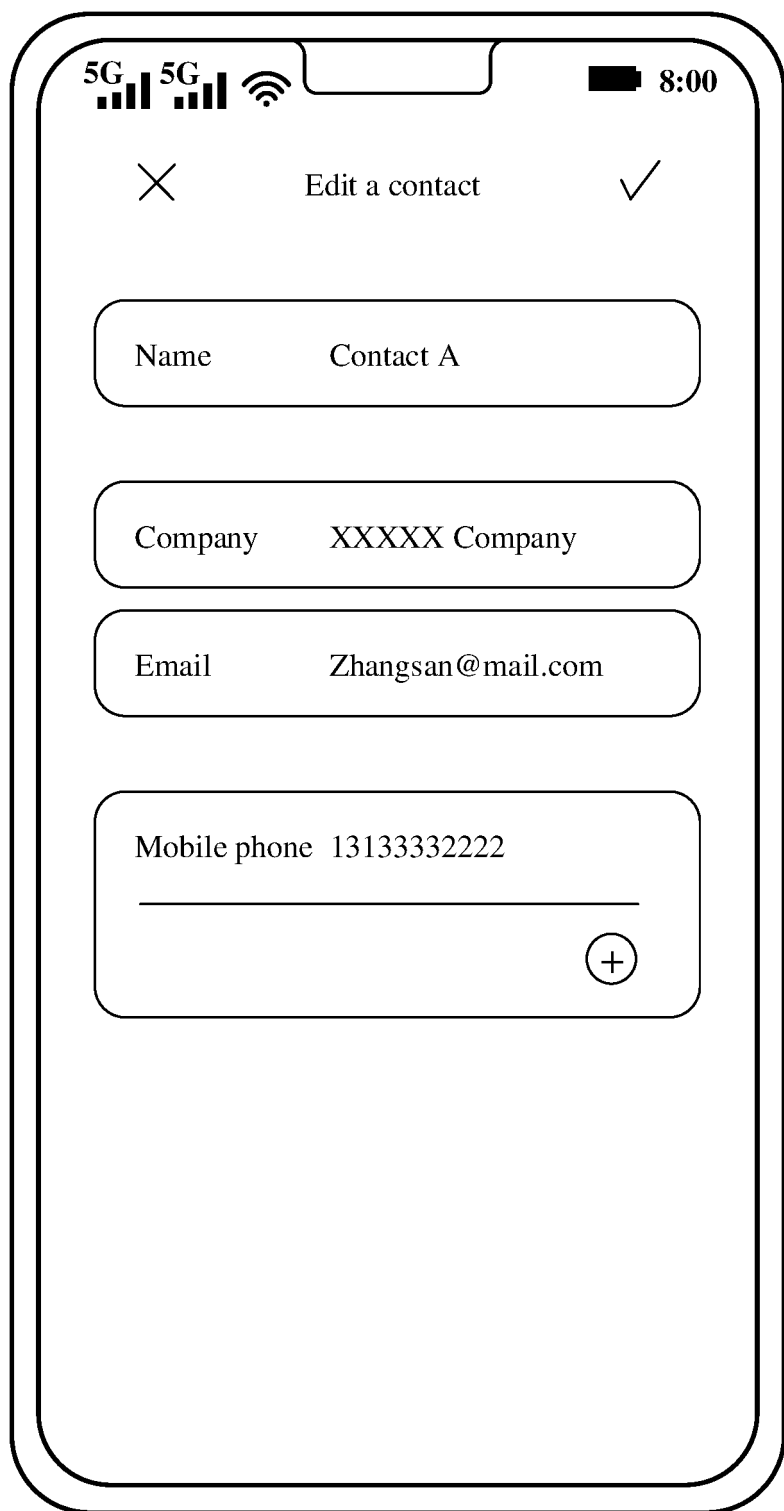 5G 5G 8:00
Edit a contact
Name Contact A
Company XXXXX Company
Email Zhangsan@mail.com
Mobile phone 13133332222